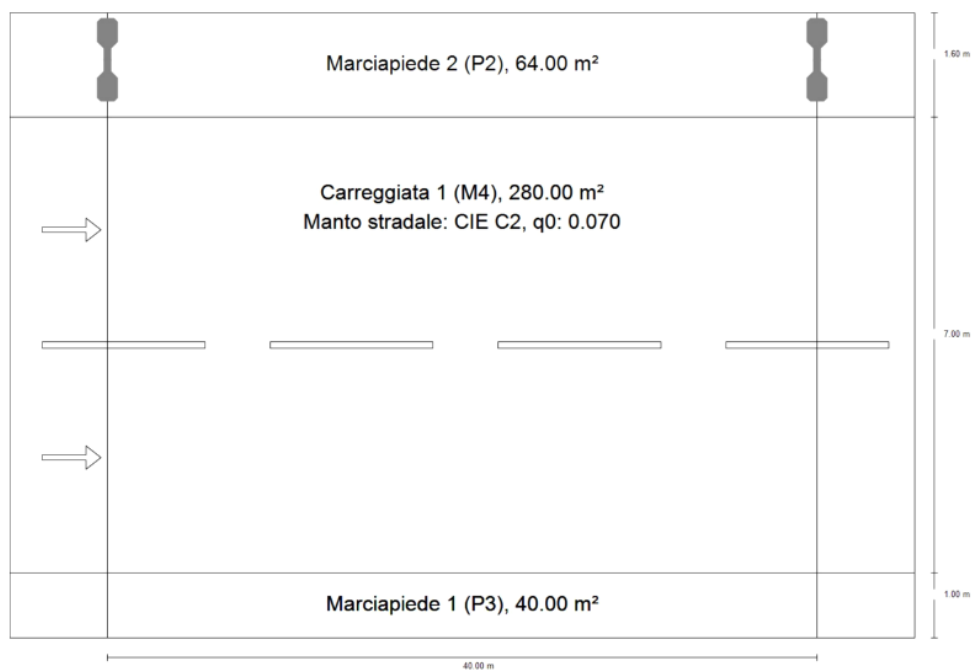 Marciapiede 2 (P2), 64.00 m²
1.60 m
Carreggiata 1 (M4), 280.00 m²
Manto stradale: CIE C2, q0: 0.070
7.00 m
Marciapiede 1 (P3), 40.00 m²
1.00 m
40.00 m